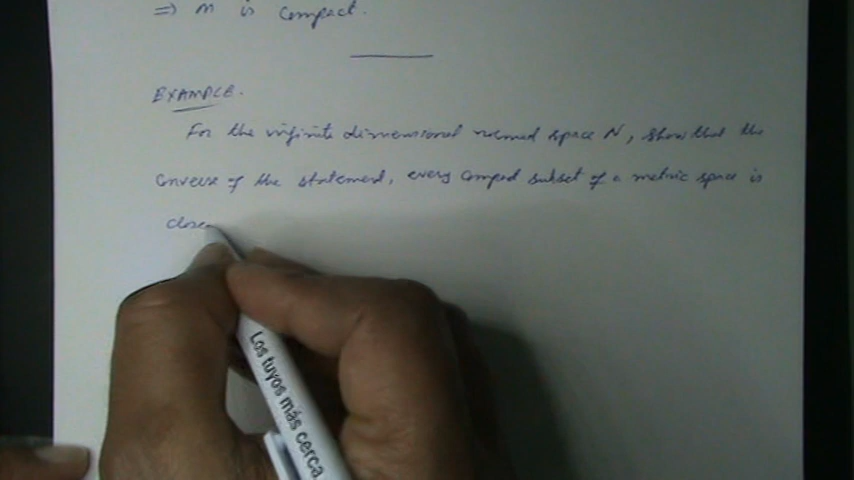 => M is compact.
EXAMPLE.
For the infinite dimensional normed space N, show that the
converse of the statement, every compact subset of a metric space is
close
Los tuyos más cerca